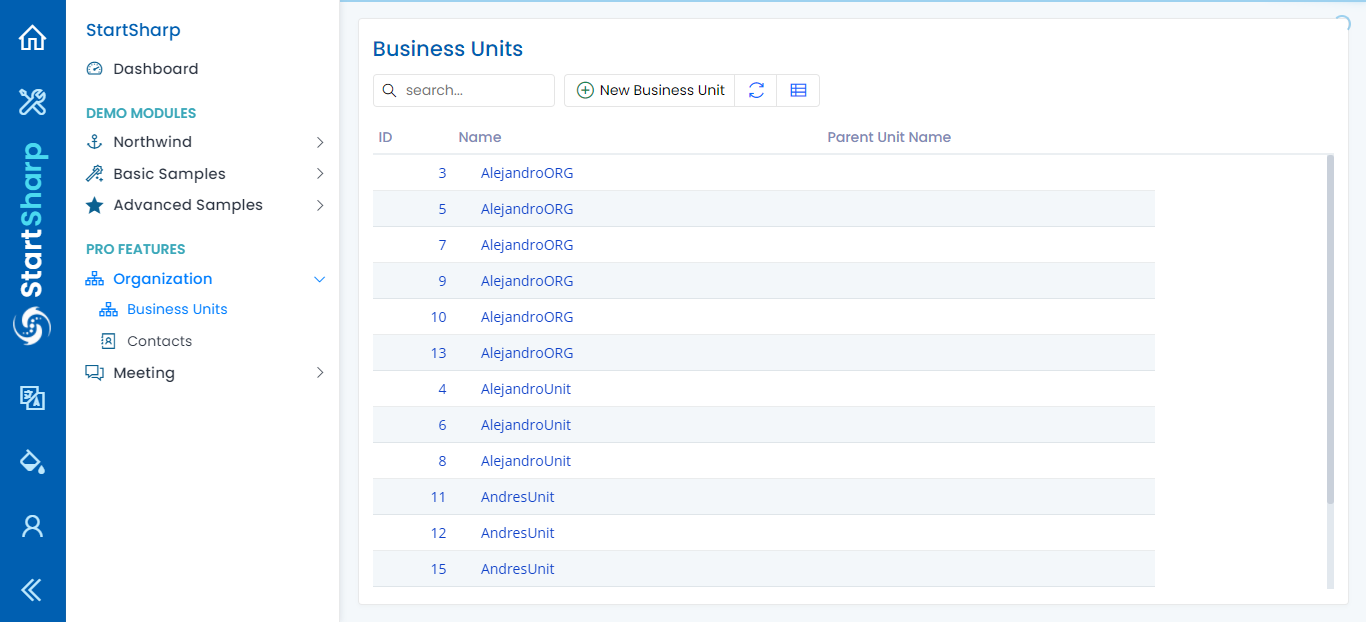 StartSharp
StartSharp
Dashboard
DEMO MODULES
Northwind
Basic Samples
Advanced Samples
PRO FEATURES
Organization
Business Units
Contacts
Meeting
Business Units
search...
New Business Unit
ID Name Parent Unit Name
3 AlejandroORG
5 AlejandroORG
7 AlejandroORG
9 AlejandroORG
10 AlejandroORG
13 AlejandroORG
4 AlejandroUnit
6 AlejandroUnit
8 AlejandroUnit
11 AndresUnit
12 AndresUnit
15 AndresUnit